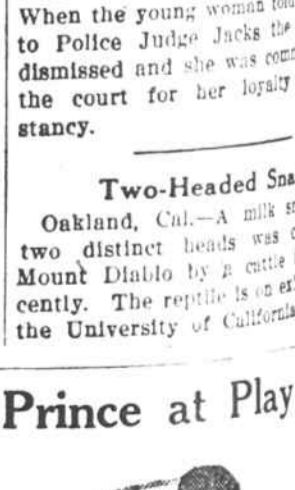 When the young woman told
to Police Judge Jacks the
dismissed and she was com
the court for her loyalty
stancy.
Two-Headed Sna
Oakland, Cal.—A milk s
two distinct heads was c
Mount Diablo by a cattle
cently. The reptile is on ex
the University of California
Prince at Play